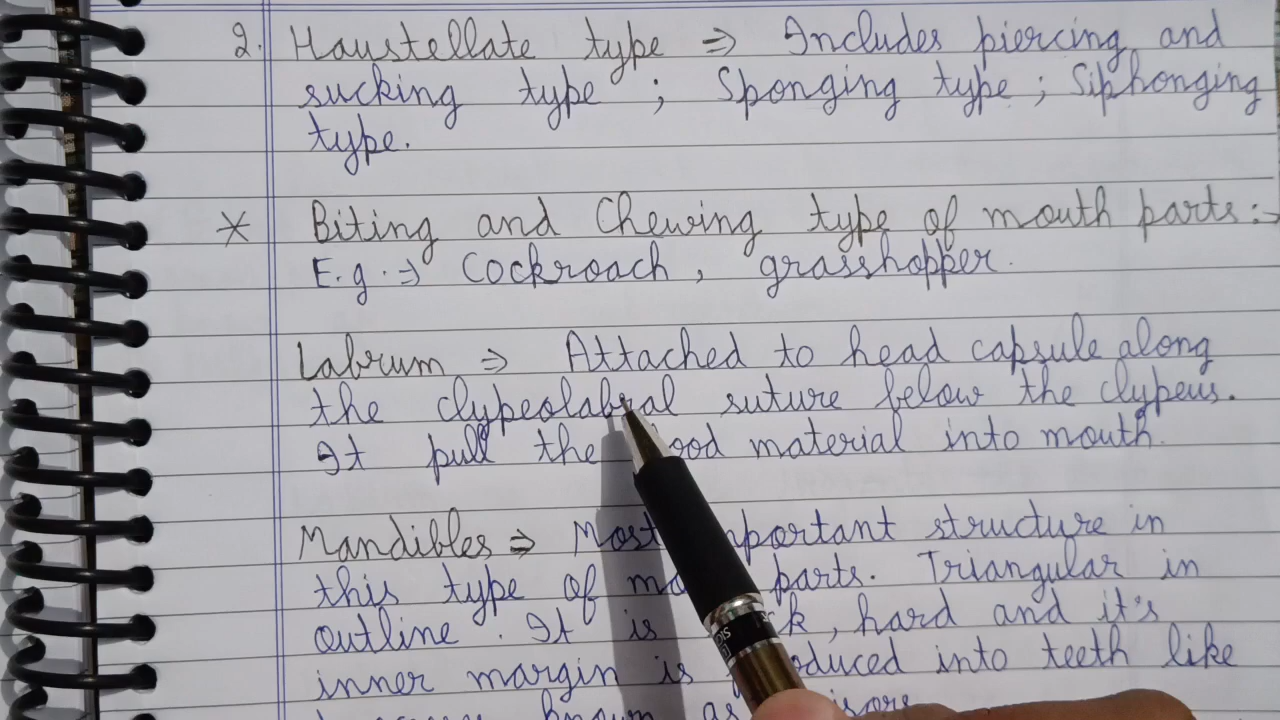 2. Haustellate type ⇒ Includes piercing and
sucking type ; Sponging type ; Siphonging
type.
* Biting and Chewing type of mouth parts :-
E.g. ⇒ Cockroach , grasshopper.
Labrum ⇒ Attached to head capsule along
the clypeolabral suture below the clypeus.
It pull the food material into mouth.
Mandibles ⇒ Most important structure in
this type of parts. Triangular in
outline . It is , hard and it's
inner margin is produced into teeth like
known as